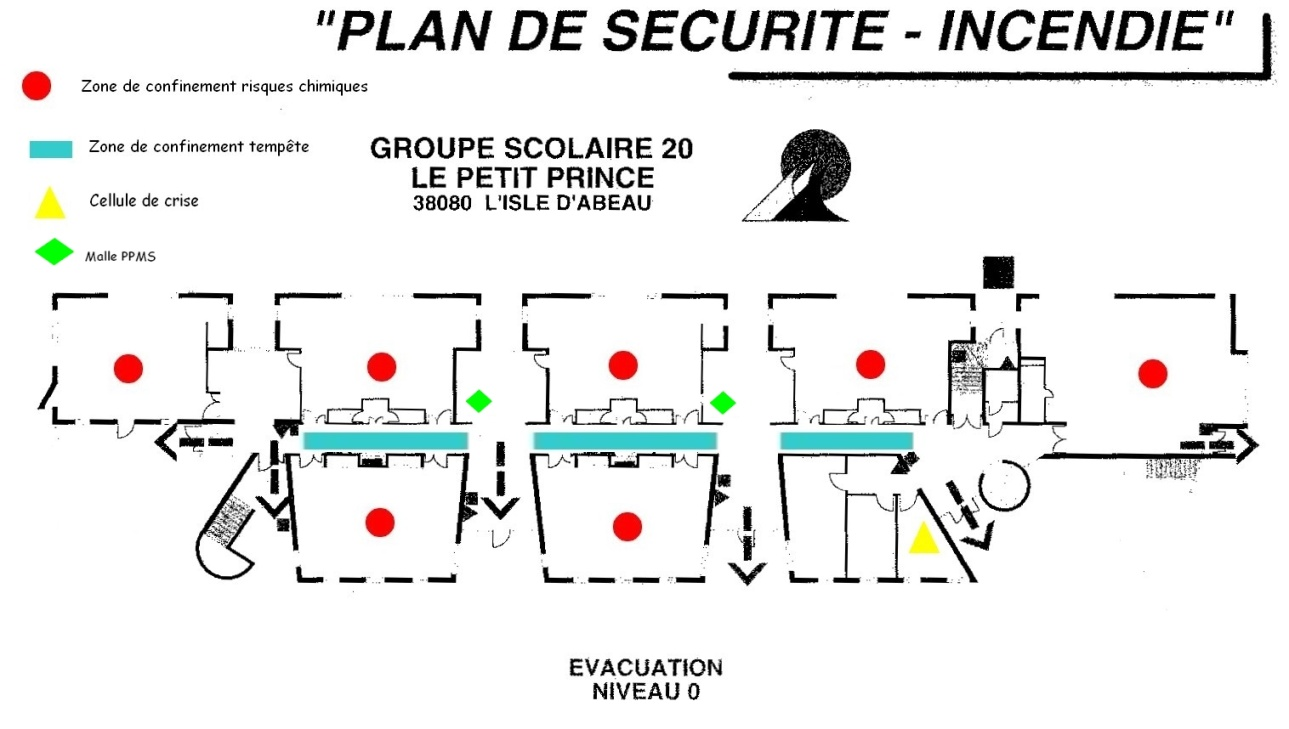 "PLAN DE SECURITE - INCENDIE"
Zone de confinement risques chimiques
Zone de confinement tempête
Cellule de crise
Malle PPMS
GROUPE SCOLAIRE 20
LE PETIT PRINCE
38080 L'ISLE D'ABEAU
EVACUATION
NIVEAU 0